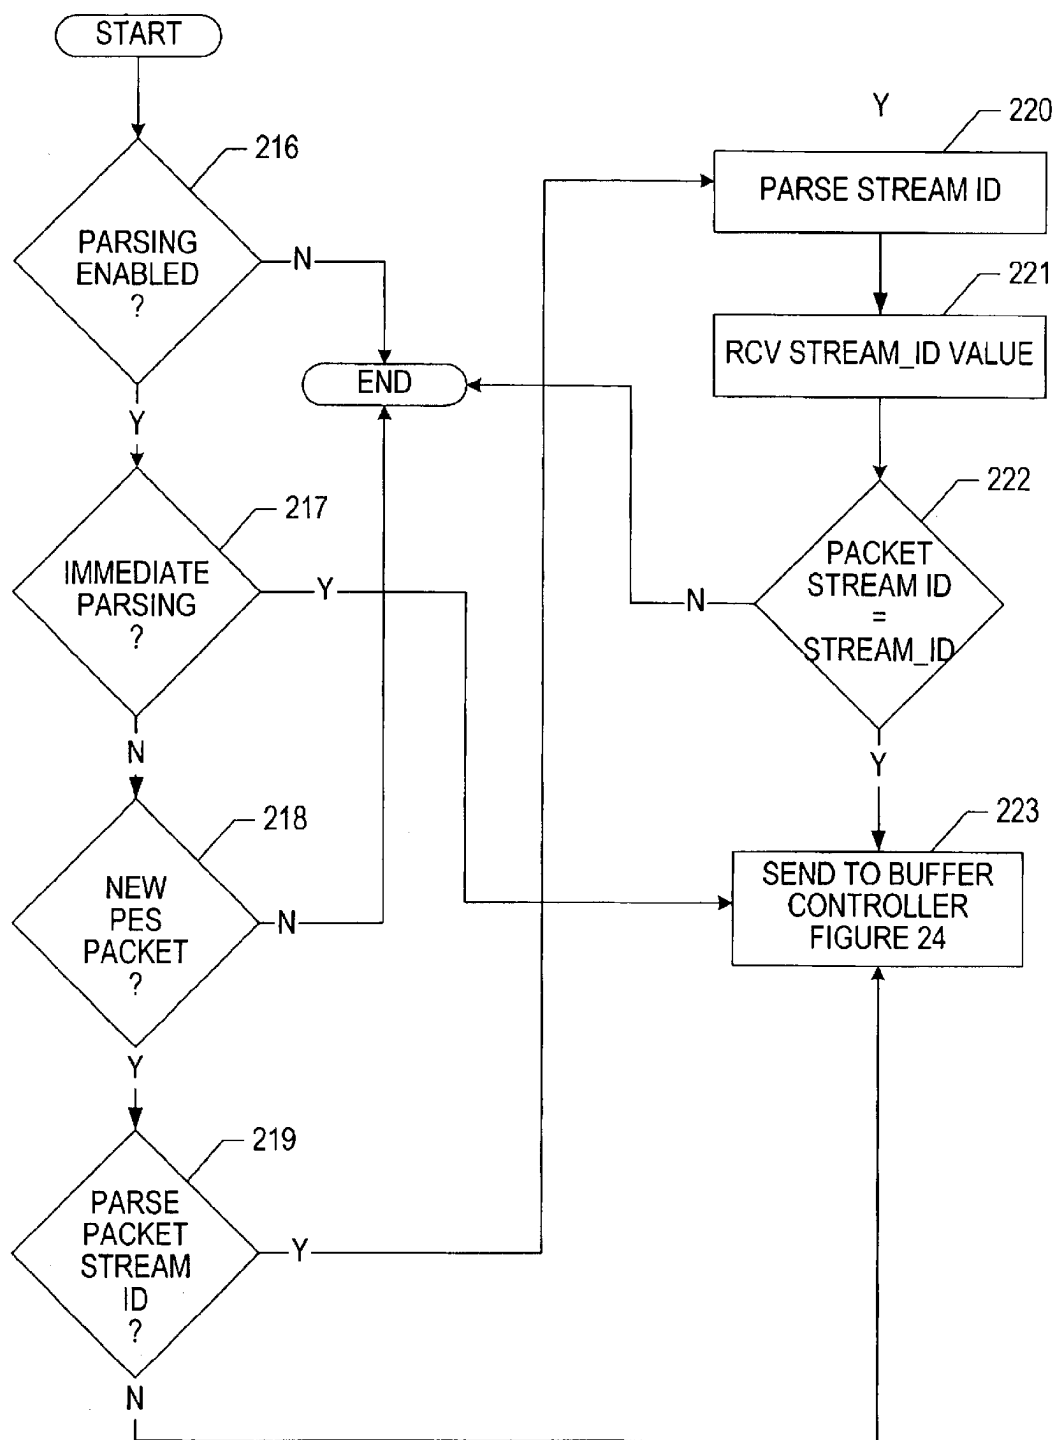 START
216
PARSING
ENABLED
?
N
Y
END
217
IMMEDIATE
PARSING
?
Y
N
218
NEW
PES
PACKET
?
N
Y
219
PARSE
PACKET
STREAM
ID
?
Y
N
Y
220
PARSE STREAM ID
221
RCV STREAM_ID VALUE
222
PACKET
STREAM ID
=
STREAM_ID
N
Y
223
SEND TO BUFFER
CONTROLLER
FIGURE 24